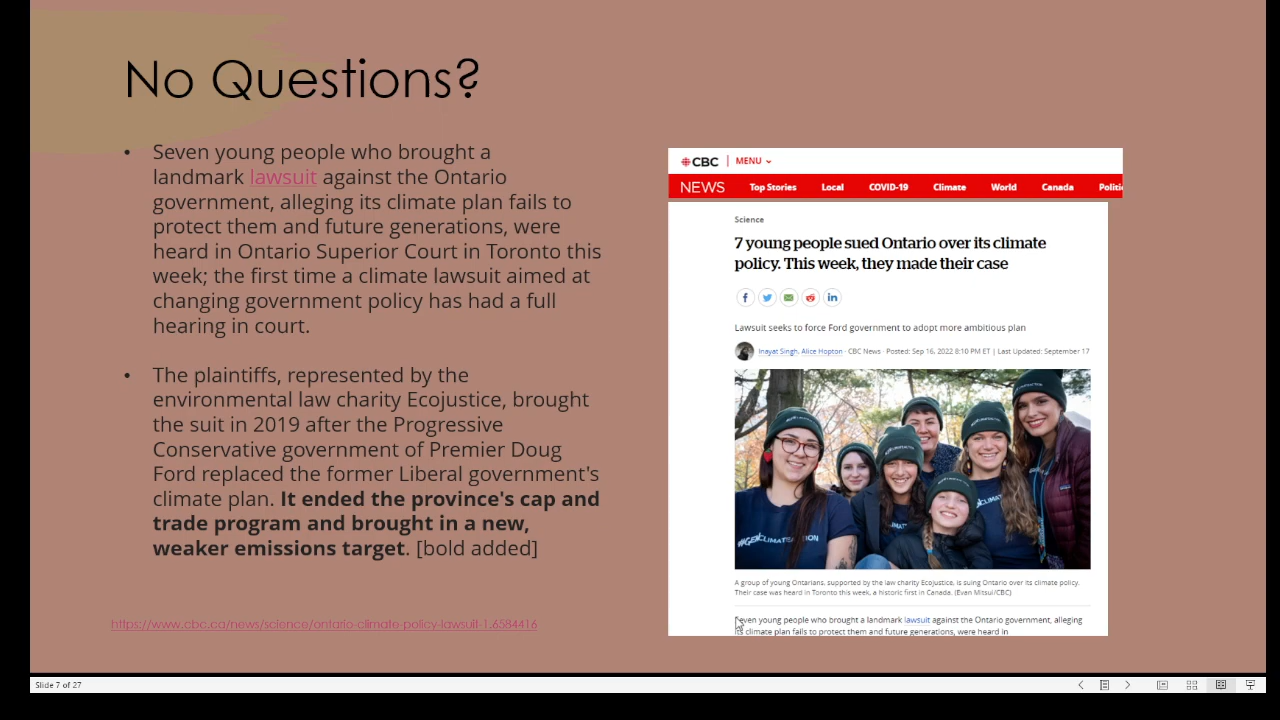 No Questions?
• Seven young people who brought a
landmark lawsuit against the Ontario
government, alleging its climate plan fails to
protect them and future generations, were
heard in Ontario Superior Court in Toronto this
week; the first time a climate lawsuit aimed at
changing government policy has had a full
hearing in court.
• The plaintiffs, represented by the
environmental law charity Ecojustice, brought
the suit in 2019 after the Progressive
Conservative government of Premier Doug
Ford replaced the former Liberal government's
climate plan. It ended the province's cap and
trade program and brought in a new,
weaker emissions target. [bold added]
https://www.cbc.ca/news/science/ontario-climate-policy-lawsuit-1.6584416
CBC | MENU
NEWS Top Stories Local COVID-19 Climate World Canada Politi
Science
7 young people sued Ontario over its climate
policy. This week, they made their case
Lawsuit seeks to force Ford government to adopt more ambitious plan
Inayat Singh, Alice Hopton · CBC News · Posted: Sep 16, 2022 8:10 PM ET | Last Updated: September 17
#GENCLIMATEACTION
A group of young Ontarians, supported by the law charity Ecojustice, is suing Ontario over its climate policy.
Their case was heard in Toronto this week, a historic first in Canada. (Evan Mitsui/CBC)
Seven young people who brought a landmark lawsuit against the Ontario government, alleging
its climate plan fails to protect them and future generations, were heard in
Slide 7 of 27